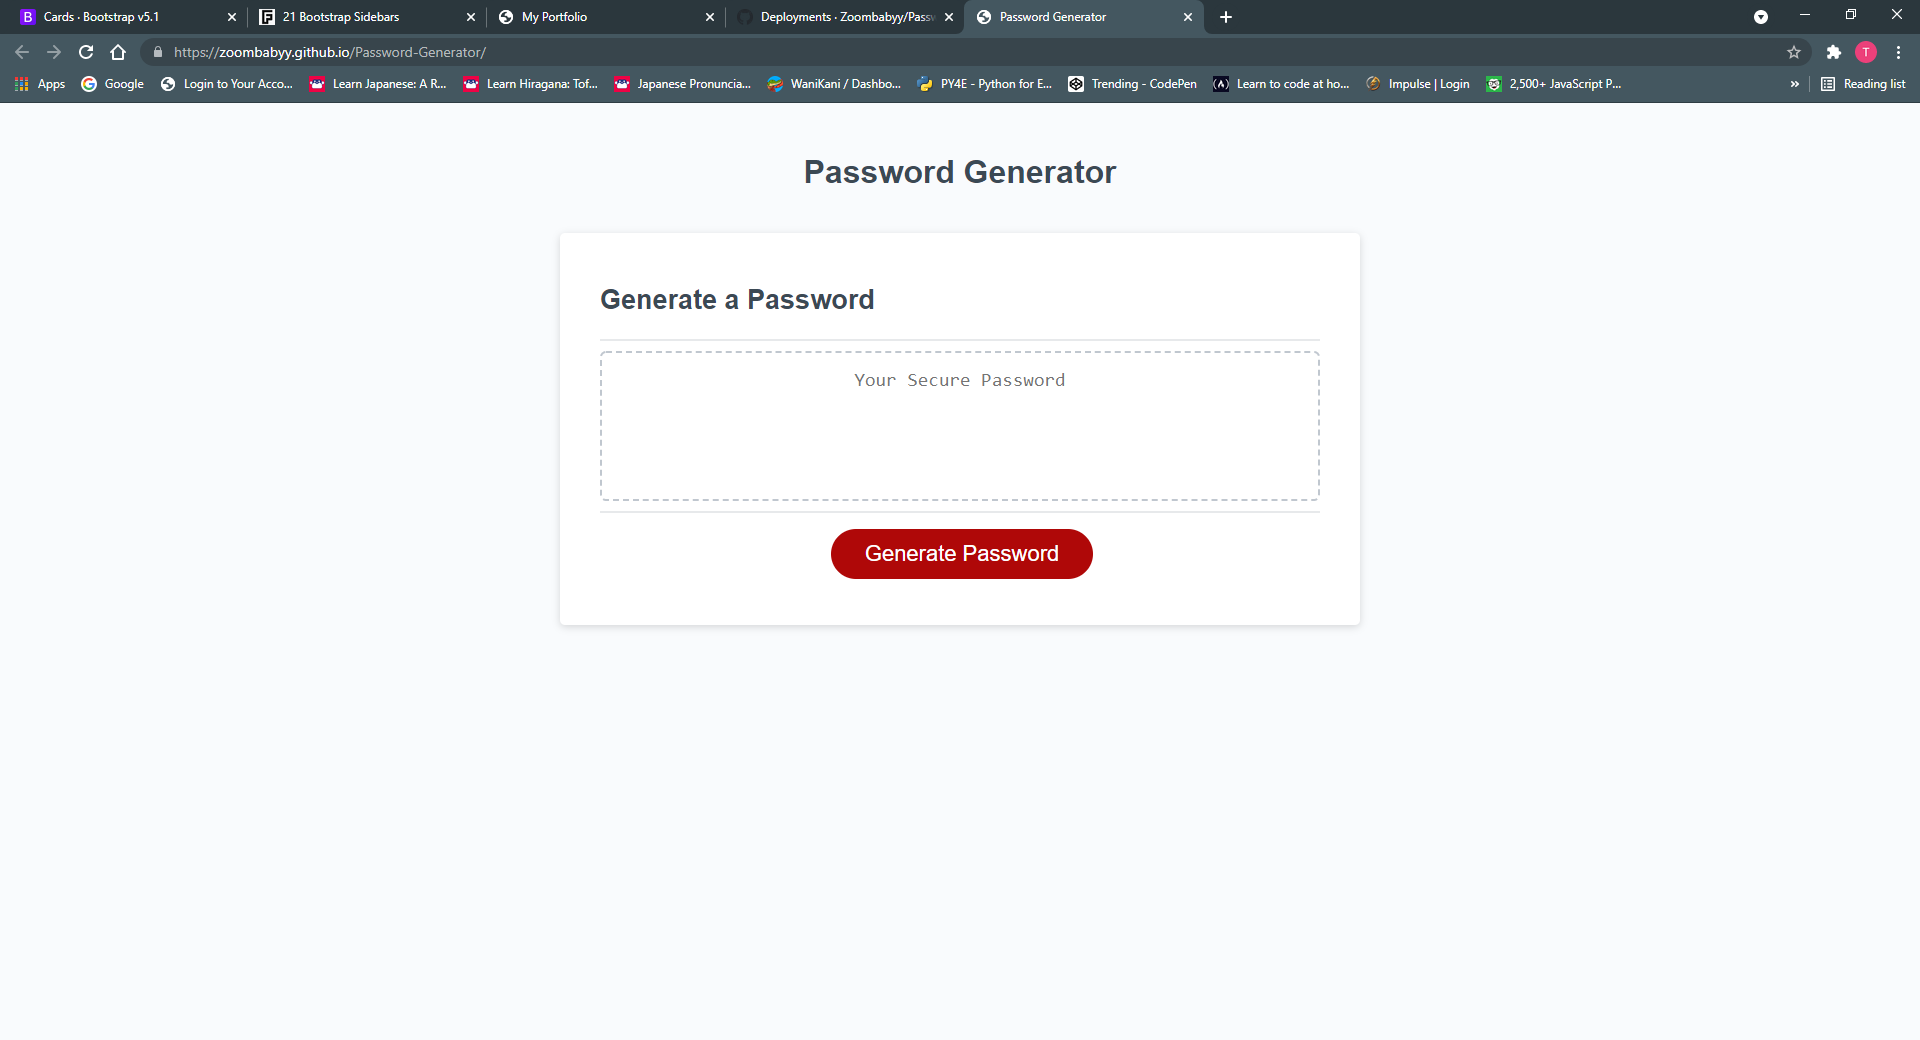 Cards · Bootstrap v5.1
21 Bootstrap Sidebars
My Portfolio
Deployments · Zoombabyy/Passw
Password Generator
https://zoombabyy.github.io/Password-Generator/
T
Apps
Google
Login to Your Acco...
Learn Japanese: A R...
Learn Hiragana: Tof...
Japanese Pronuncia...
WaniKani / Dashbo...
PY4E - Python for E...
Trending - CodePen
Learn to code at ho...
Impulse | Login
2,500+ JavaScript P...
Reading list
Password Generator
Generate a Password
Your Secure Password
Generate Password